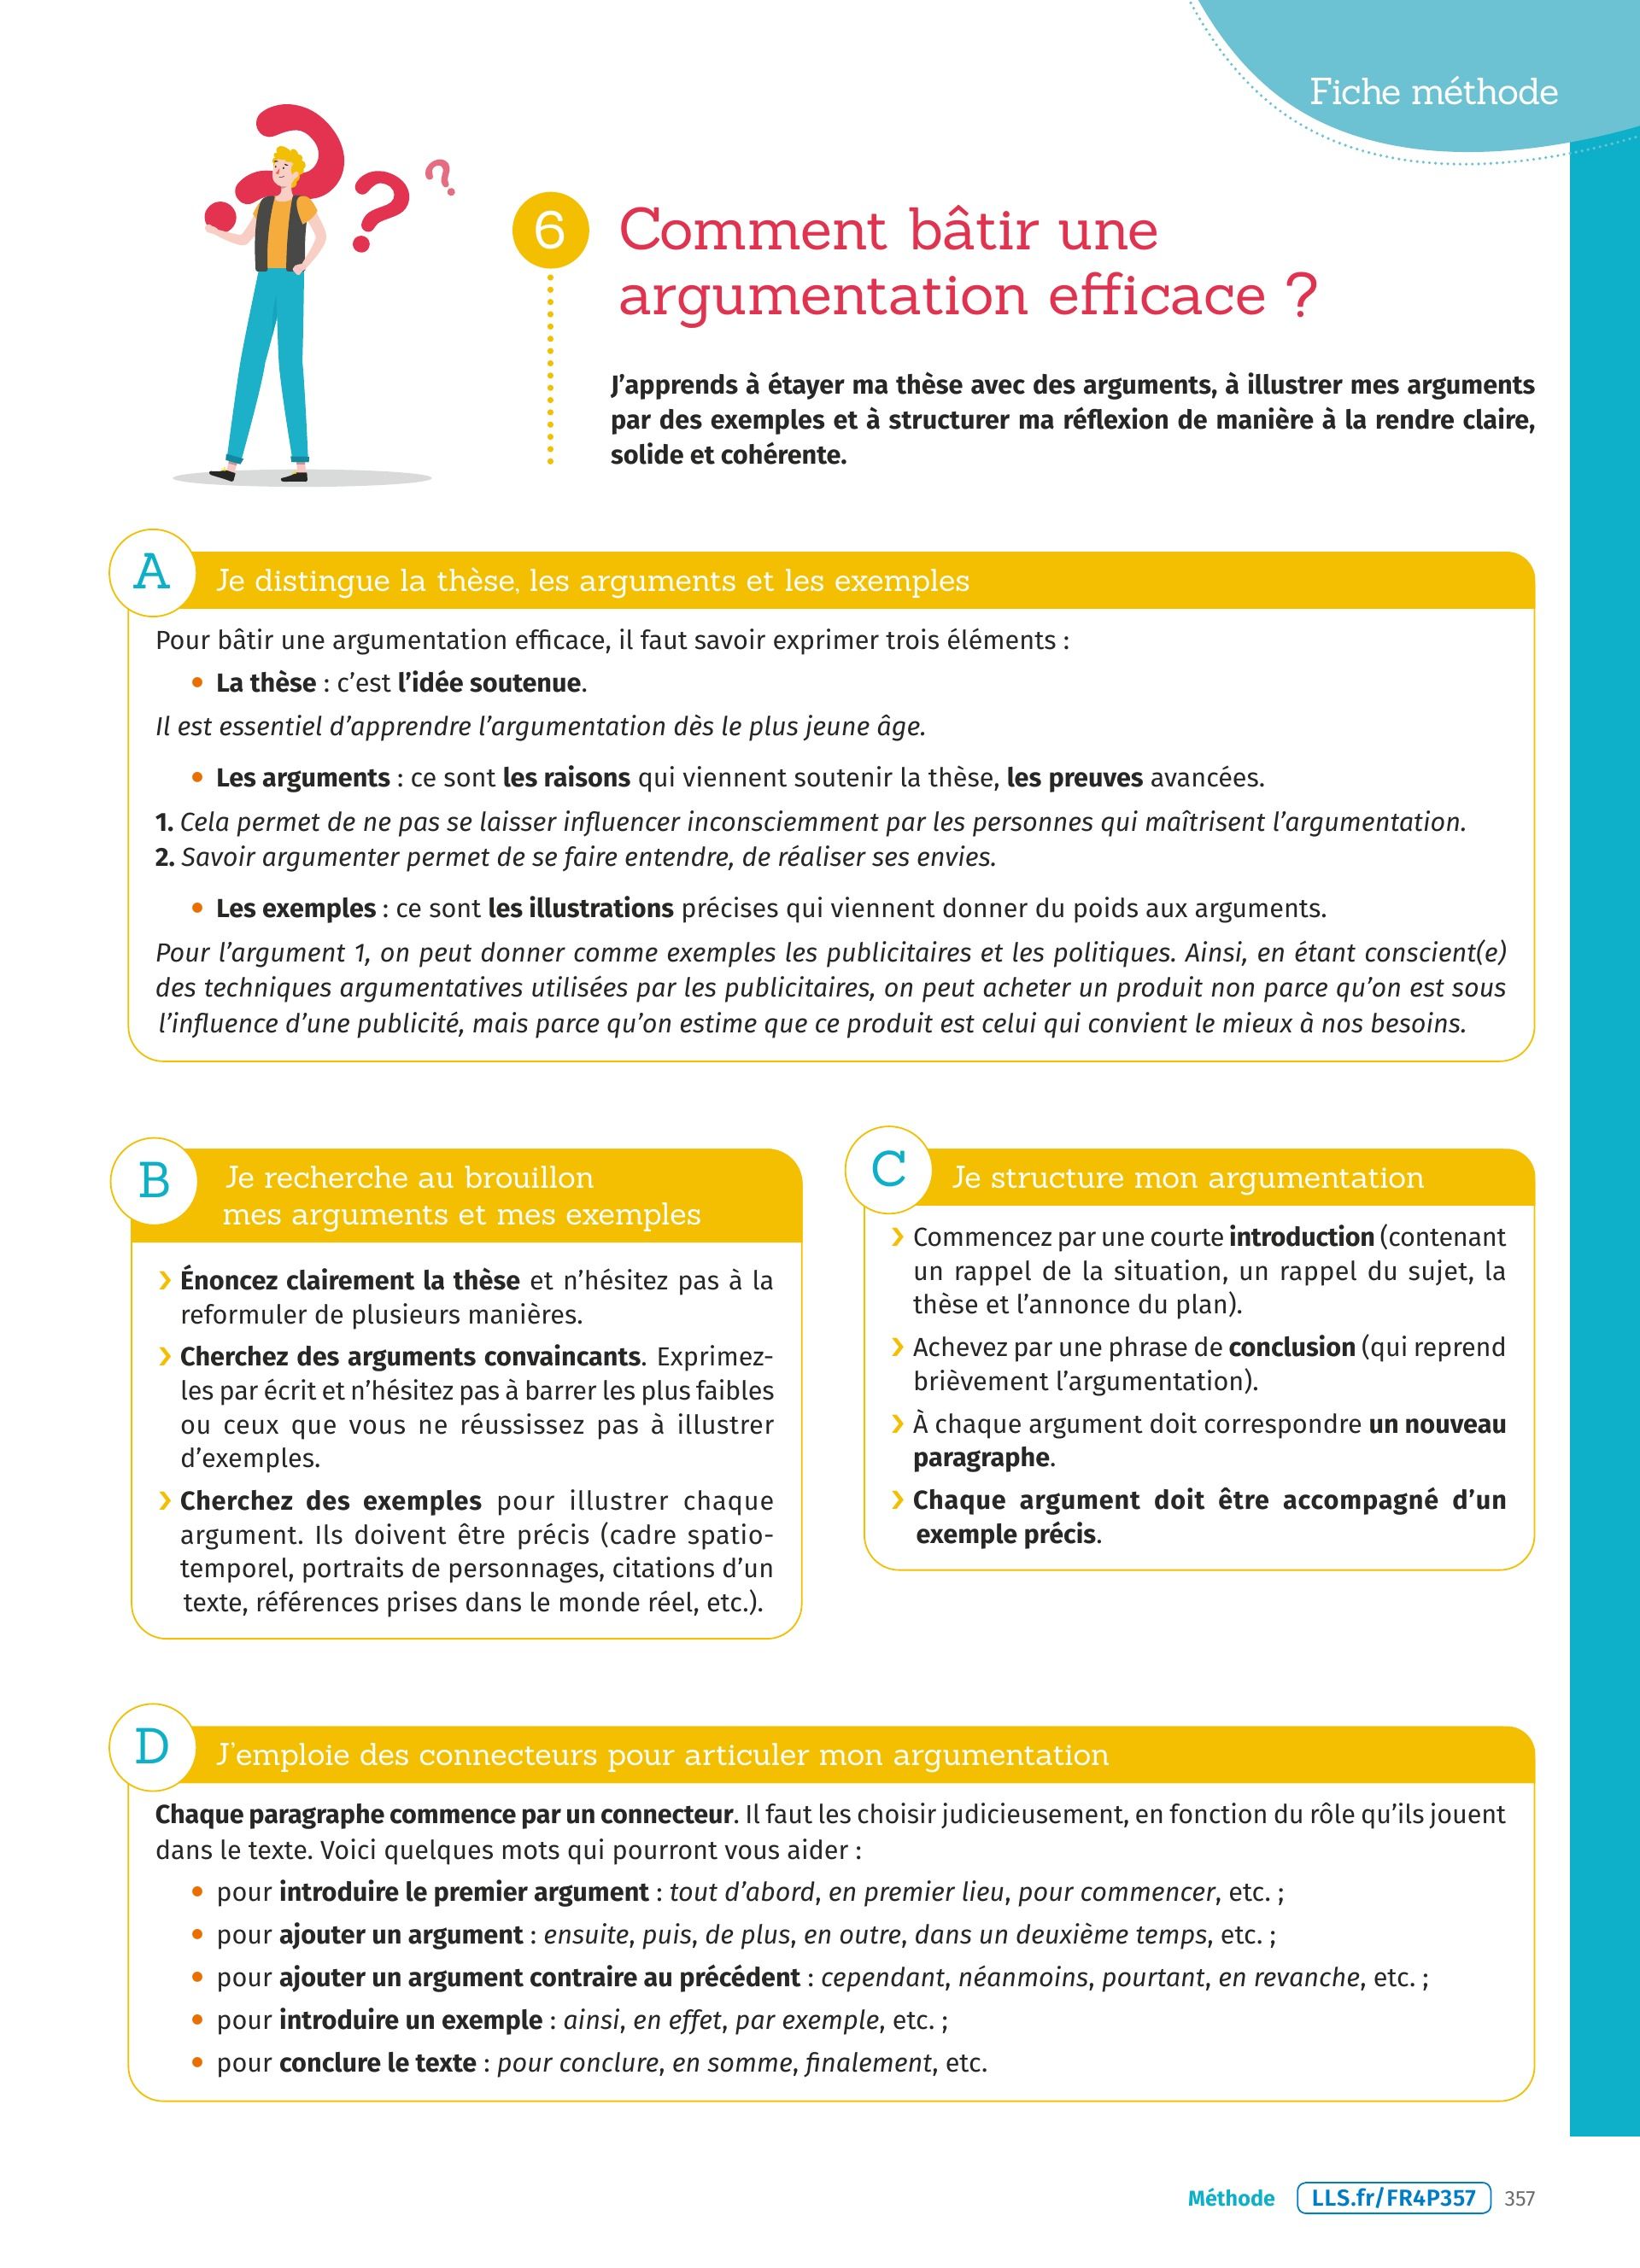 Fiche méthode
6
Comment bâtir une
argumentation efficace ?
J’apprends à étayer ma thèse avec des arguments, à illustrer mes arguments
par des exemples et à structurer ma réflexion de manière à la rendre claire,
solide et cohérente.
A
Je distingue la thèse, les arguments et les exemples
Pour bâtir une argumentation efficace, il faut savoir exprimer trois éléments :
• La thèse : c’est l’idée soutenue.
Il est essentiel d’apprendre l’argumentation dès le plus jeune âge.
• Les arguments : ce sont les raisons qui viennent soutenir la thèse, les preuves avancées.
1. Cela permet de ne pas se laisser influencer inconsciemment par les personnes qui maîtrisent l’argumentation.
2. Savoir argumenter permet de se faire entendre, de réaliser ses envies.
• Les exemples : ce sont les illustrations précises qui viennent donner du poids aux arguments.
Pour l’argument 1, on peut donner comme exemples les publicitaires et les politiques. Ainsi, en étant conscient(e)
des techniques argumentatives utilisées par les publicitaires, on peut acheter un produit non parce qu’on est sous
l’influence d’une publicité, mais parce qu’on estime que ce produit est celui qui convient le mieux à nos besoins.
B
Je recherche au brouillon
mes arguments et mes exemples
› Énoncez clairement la thèse et n’hésitez pas à la
reformuler de plusieurs manières.
› Cherchez des arguments convaincants. Exprimez-
les par écrit et n’hésitez pas à barrer les plus faibles
ou ceux que vous ne réussissez pas à illustrer
d’exemples.
› Cherchez des exemples pour illustrer chaque
argument. Ils doivent être précis (cadre spatio-
temporel, portraits de personnages, citations d’un
texte, références prises dans le monde réel, etc.).
C
Je structure mon argumentation
› Commencez par une courte introduction (contenant
un rappel de la situation, un rappel du sujet, la
thèse et l’annonce du plan).
› Achevez par une phrase de conclusion (qui reprend
brièvement l’argumentation).
› À chaque argument doit correspondre un nouveau
paragraphe.
› Chaque argument doit être accompagné d’un
exemple précis.
D
J’emploie des connecteurs pour articuler mon argumentation
Chaque paragraphe commence par un connecteur. Il faut les choisir judicieusement, en fonction du rôle qu’ils jouent
dans le texte. Voici quelques mots qui pourront vous aider :
• pour introduire le premier argument : tout d’abord, en premier lieu, pour commencer, etc. ;
• pour ajouter un argument : ensuite, puis, de plus, en outre, dans un deuxième temps, etc. ;
• pour ajouter un argument contraire au précédent : cependant, néanmoins, pourtant, en revanche, etc. ;
• pour introduire un exemple : ainsi, en effet, par exemple, etc. ;
• pour conclure le texte : pour conclure, en somme, finalement, etc.
Méthode LLS.fr/FR4P357 357